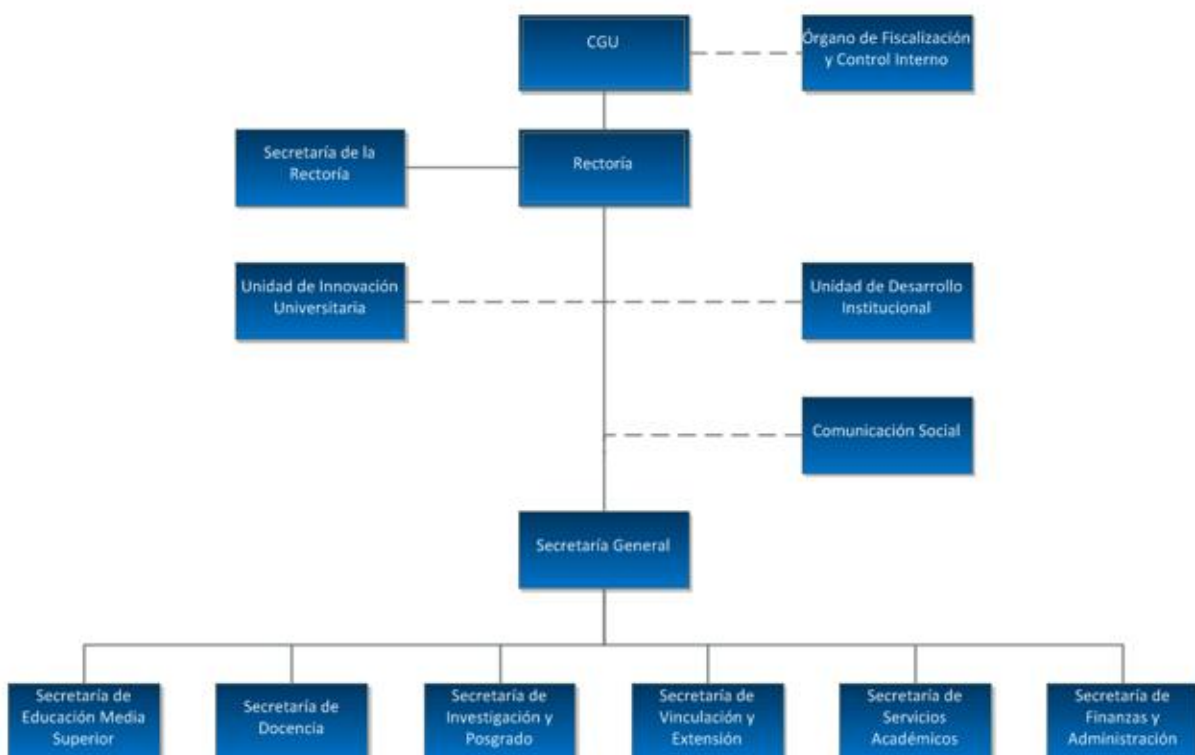 CGU
Órgano de Fiscalización
y Control Interno
Secretaría de la
Rectoría
Rectoría
Unidad de Innovación
Universitaria
Unidad de Desarrollo
Institucional
Comunicación Social
Secretaría General
Secretaría de
Educación Media
Superior
Secretaría de
Docencia
Secretaría de
Investigación y
Posgrado
Secretaría de
Vinculación y
Extensión
Secretaría de
Servicios
Académicos
Secretaría de
Finanzas y
Administración